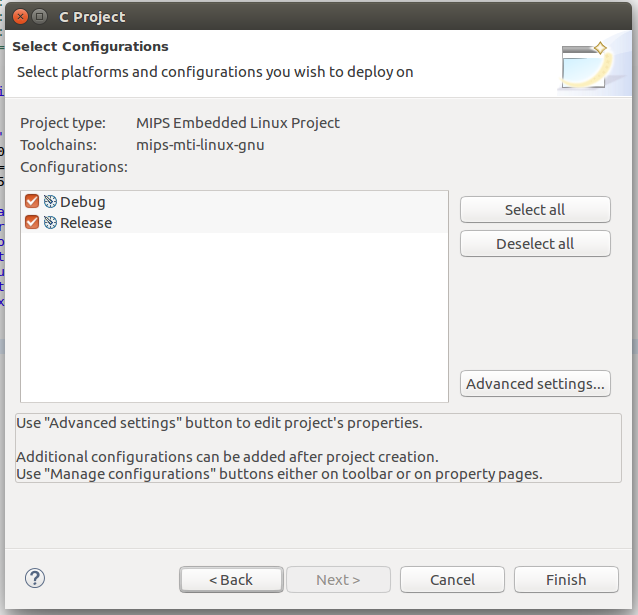 C Project
Select Configurations
Select platforms and configurations you wish to deploy on
Project type: MIPS Embedded Linux Project
Toolchains: mips-mti-linux-gnu
Configurations:
Debug
Release
Select all
Deselect all
Advanced settings...
Use "Advanced settings" button to edit project's properties.
Additional configurations can be added after project creation.
Use "Manage configurations" buttons either on toolbar or on property pages.
?
< Back
Next >
Cancel
Finish